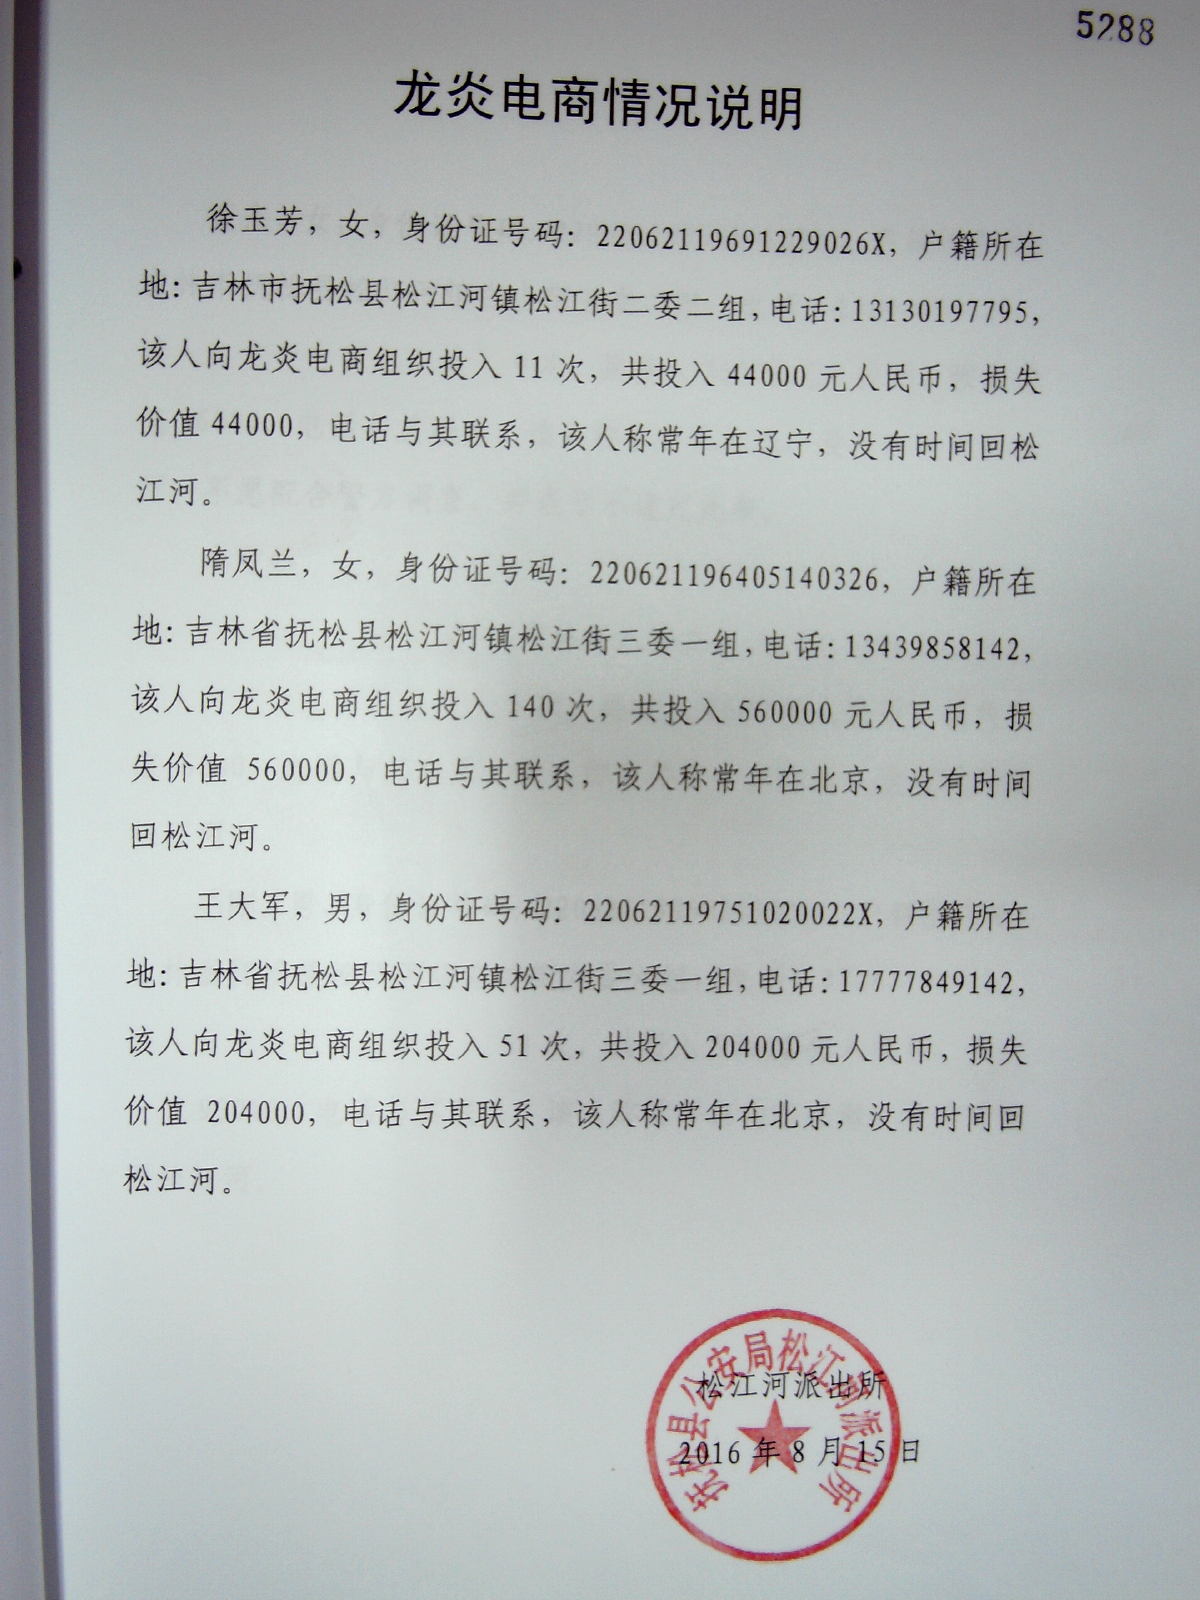 5288
龙炎电商情况说明
徐玉芳，女，身份证号码：22062119691229026X，户籍所在
地：吉林市抚松县松江河镇松江街二委二组，电话：13130197795，
该人向龙炎电商组织投入 11 次，共投入 44000 元人民币，损失
价值 44000，电话与其联系，该人称常年在辽宁，没有时间回松
江河。
隋凤兰，女，身份证号码：220621196405140326，户籍所在
地：吉林省抚松县松江河镇松江街三委一组，电话：13439858142，
该人向龙炎电商组织投入 140 次，共投入 560000 元人民币，损
失价值 560000，电话与其联系，该人称常年在北京，没有时间
回松江河。
王大军，男，身份证号码：22062119751020022X，户籍所在
地：吉林省抚松县松江河镇松江街三委一组，电话：17777849142，
该人向龙炎电商组织投入 51 次，共投入 204000 元人民币，损失
价值 204000，电话与其联系，该人称常年在北京，没有时间回
松江河。
抚松县公安局松江河派出所
松江河派出所
2016 年 8 月 15 日